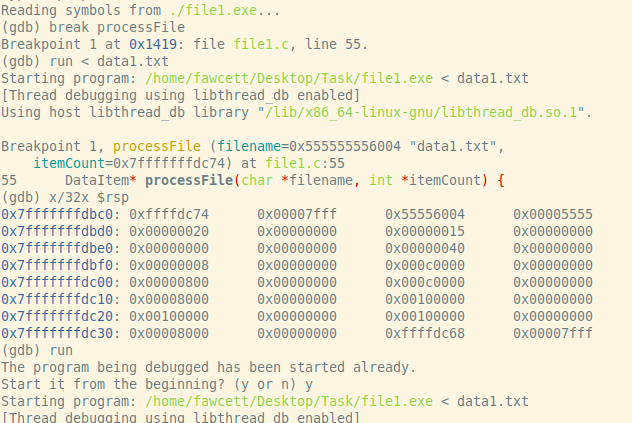 Reading symbols from ./file1.exe...
(gdb) break processFile
Breakpoint 1 at 0x1419: file file1.c, line 55.
(gdb) run < data1.txt
Starting program: /home/fawcett/Desktop/Task/file1.exe < data1.txt
[Thread debugging using libthread_db enabled]
Using host libthread_db library "/lib/x86_64-linux-gnu/libthread_db.so.1".

Breakpoint 1, processFile (filename=0x555555556004 "data1.txt",
    itemCount=0x7fffffffdc74) at file1.c:55
55      DataItem* processFile(char *filename, int *itemCount) {
(gdb) x/32x $rsp
0x7fffffffdbc0: 0xffffdc74      0x00007fff      0x55556004      0x00005555
0x7fffffffdbd0: 0x00000020      0x00000000      0x00000015      0x00000000
0x7fffffffdbe0: 0x00000000      0x00000000      0x00000040      0x00000000
0x7fffffffdbf0: 0x00000008      0x00000000      0x000c0000      0x00000000
0x7fffffffdc00: 0x00000800      0x00000000      0x000c0000      0x00000000
0x7fffffffdc10: 0x00008000      0x00000000      0x00100000      0x00000000
0x7fffffffdc20: 0x00100000      0x00000000      0x00100000      0x00000000
0x7fffffffdc30: 0x00008000      0x00000000      0xffffdc68      0x00007fff
(gdb) run
The program being debugged has been started already.
Start it from the beginning? (y or n) y
Starting program: /home/fawcett/Desktop/Task/file1.exe < data1.txt
[Thread debugging using libthread_db enabled]